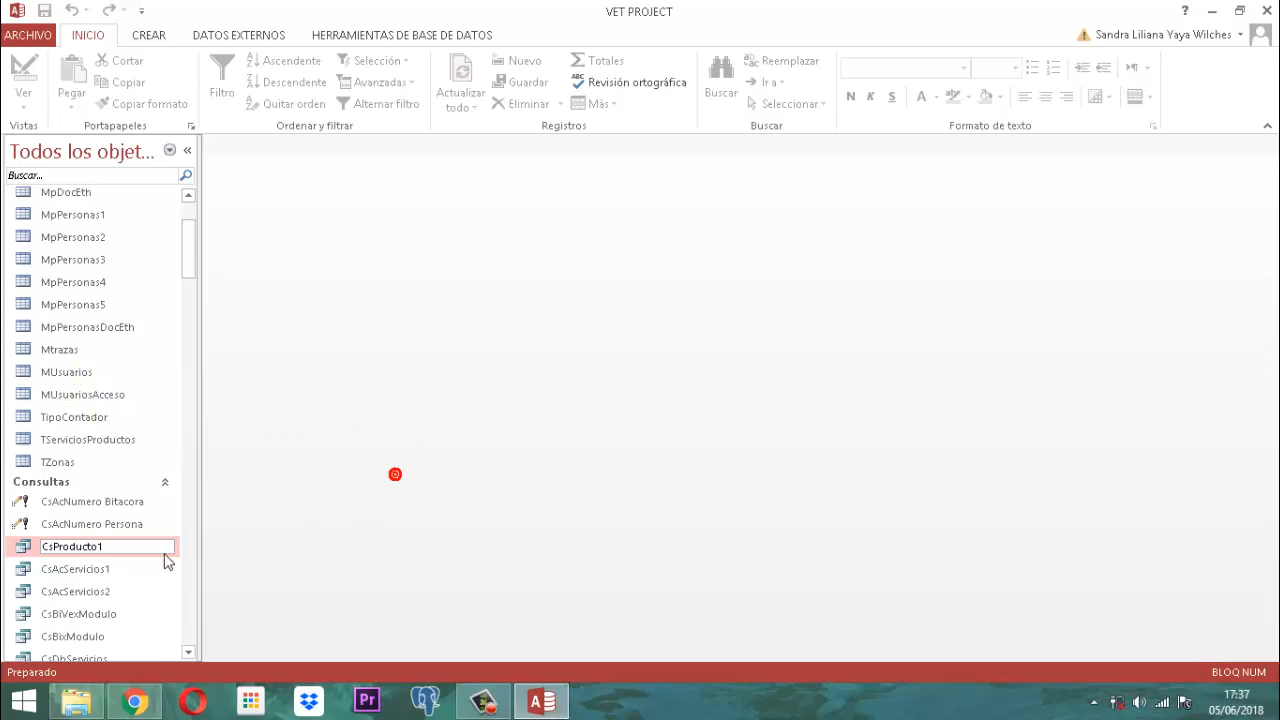 VET PROJECT
?
ARCHIVO INICIO CREAR DATOS EXTERNOS HERRAMIENTAS DE BASE DE DATOS
Sandra Liliana Yaya Wilches
Ver
Pegar
Cortar
Copiar
Copiar formato
Filtro
Ascendente
Descendente
Quitar orden
Selección
Avanzadas
Alternar filtro
Actualizar todo
Nuevo
Guardar
Eliminar
Totales
Revisión ortográfica
Más
Buscar
Reemplazar
Ir a
Seleccionar
N K S A
Vistas Portapapeles Ordenar y filtrar Registros Buscar Formato de texto
Todos los objet... «
Buscar...
MpDocEth
MpPersonas1
MpPersonas2
MpPersonas3
MpPersonas4
MpPersonas5
MpPersonasDocEth
Mtrazas
MUsuarios
MUsuariosAcceso
TipoContador
TServiciosProductos
TZonas
Consultas
CsAcNumero Bitacora
CsAcNumero Persona
CsProducto1
CsAcServicios1
CsAcServicios2
CsBiVexModulo
CsBixModulo
CsDhServicios
Preparado BLOQ NUM
Pr
17:37
05/06/2018